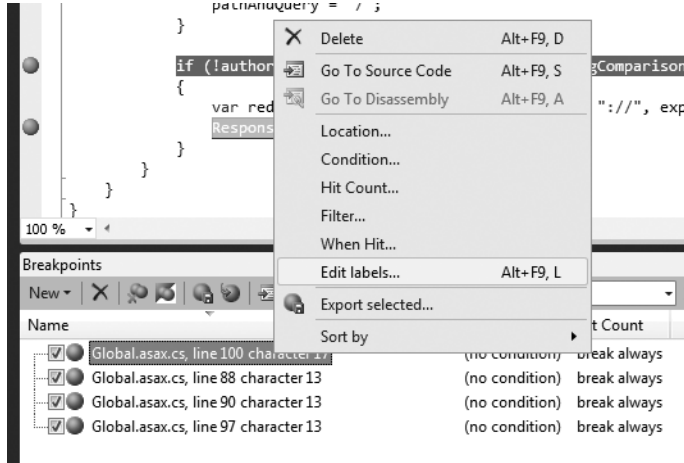 pathAndQuery = "/";
}
if (!author gComparison
{
var red "://", exp
Respons
}
}
}
}
100 %
Delete Alt+F9, D
Go To Source Code Alt+F9, S
Go To Disassembly Alt+F9, A
Location...
Condition...
Hit Count...
Filter...
When Hit...
Edit labels... Alt+F9, L
Export selected...
Sort by
Breakpoints
New
Name t Count
Global.asax.cs, line 100 character 17 (no condition) break always
Global.asax.cs, line 88 character 13 (no condition) break always
Global.asax.cs, line 90 character 13 (no condition) break always
Global.asax.cs, line 97 character 13 (no condition) break always